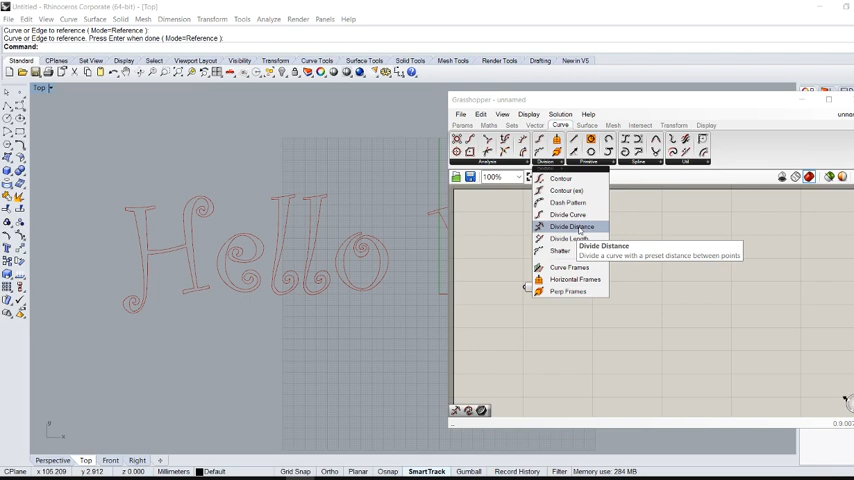 Untitled - Rhinoceros Corporate (64-bit) - [Top]
File Edit View Curve Surface Solid Mesh Dimension Transform Tools Analyze Render Panels Help
Curve or Edge to reference ( Mode=Reference ):
Curve or Edge to reference. Press Enter when done ( Mode=Reference ):
Command:
Standard CPlanes Set View Display Select Viewport Layout Visibility Transform Curve Tools Surface Tools Solid Tools Mesh Tools Render Tools Drafting New in V5
Top
Grasshopper - unnamed
File Edit View Display Solution Help
Params Maths Sets Vector Curve Surface Mesh Intersect Transform Display
Analysis Division Primitive Spline Util
100%
Contour
Contour (ex)
Dash Pattern
Divide Curve
Divide Distance
Divide Length
Shatter
Curve Frames
Horizontal Frames
Perp Frames
Divide Distance
Divide a curve with a preset distance between points
Hello
y
x
0.9.007
Perspective Top Front Right
CPlane x 105.209 y 2.912 z 0.000 Millimeters Default Grid Snap Ortho Planar Osnap SmartTrack Gumball Record History Filter Memory use: 284 MB